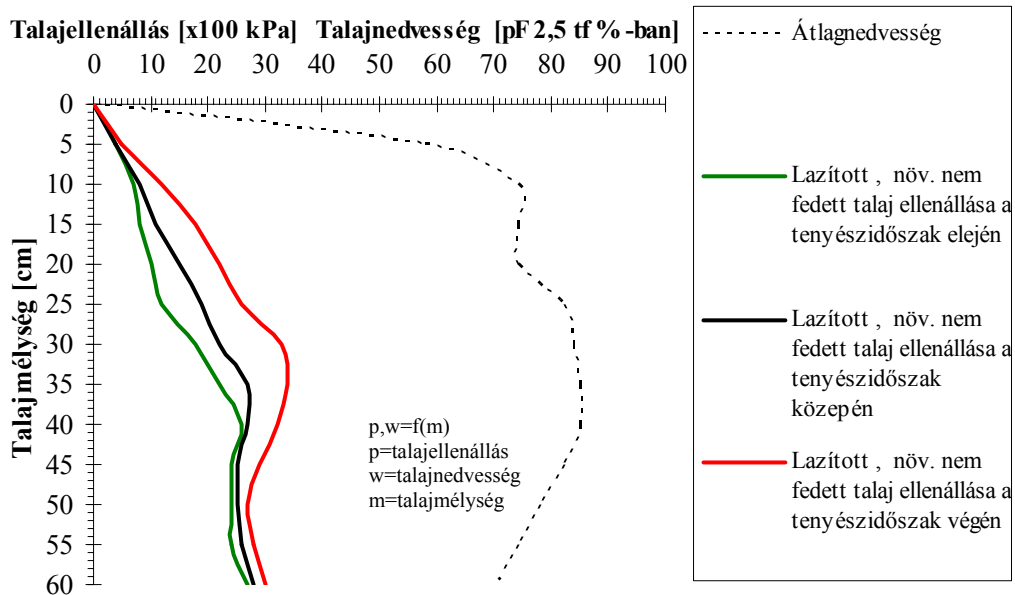 Talajellenállás [x100 kPa] Talajnedvesség [pF 2,5 tf % -ban]
0 10 20 30 40 50 60 70 80 90 100
0
5
10
15
20
25
30
35
40
45
50
55
60
Talajmélység [cm]
p,w=f(m)
p=talajellenállás
w=talajnedvesség
m=talajmélység
Átlagnedvesség
Lazított , növ. nem
fedett talaj ellenállása a
tenyészidőszak elején
Lazított , növ. nem
fedett talaj ellenállása a
tenyészidőszak
közepén
Lazított , növ. nem
fedett talaj ellenállása a
tenyészidőszak végén